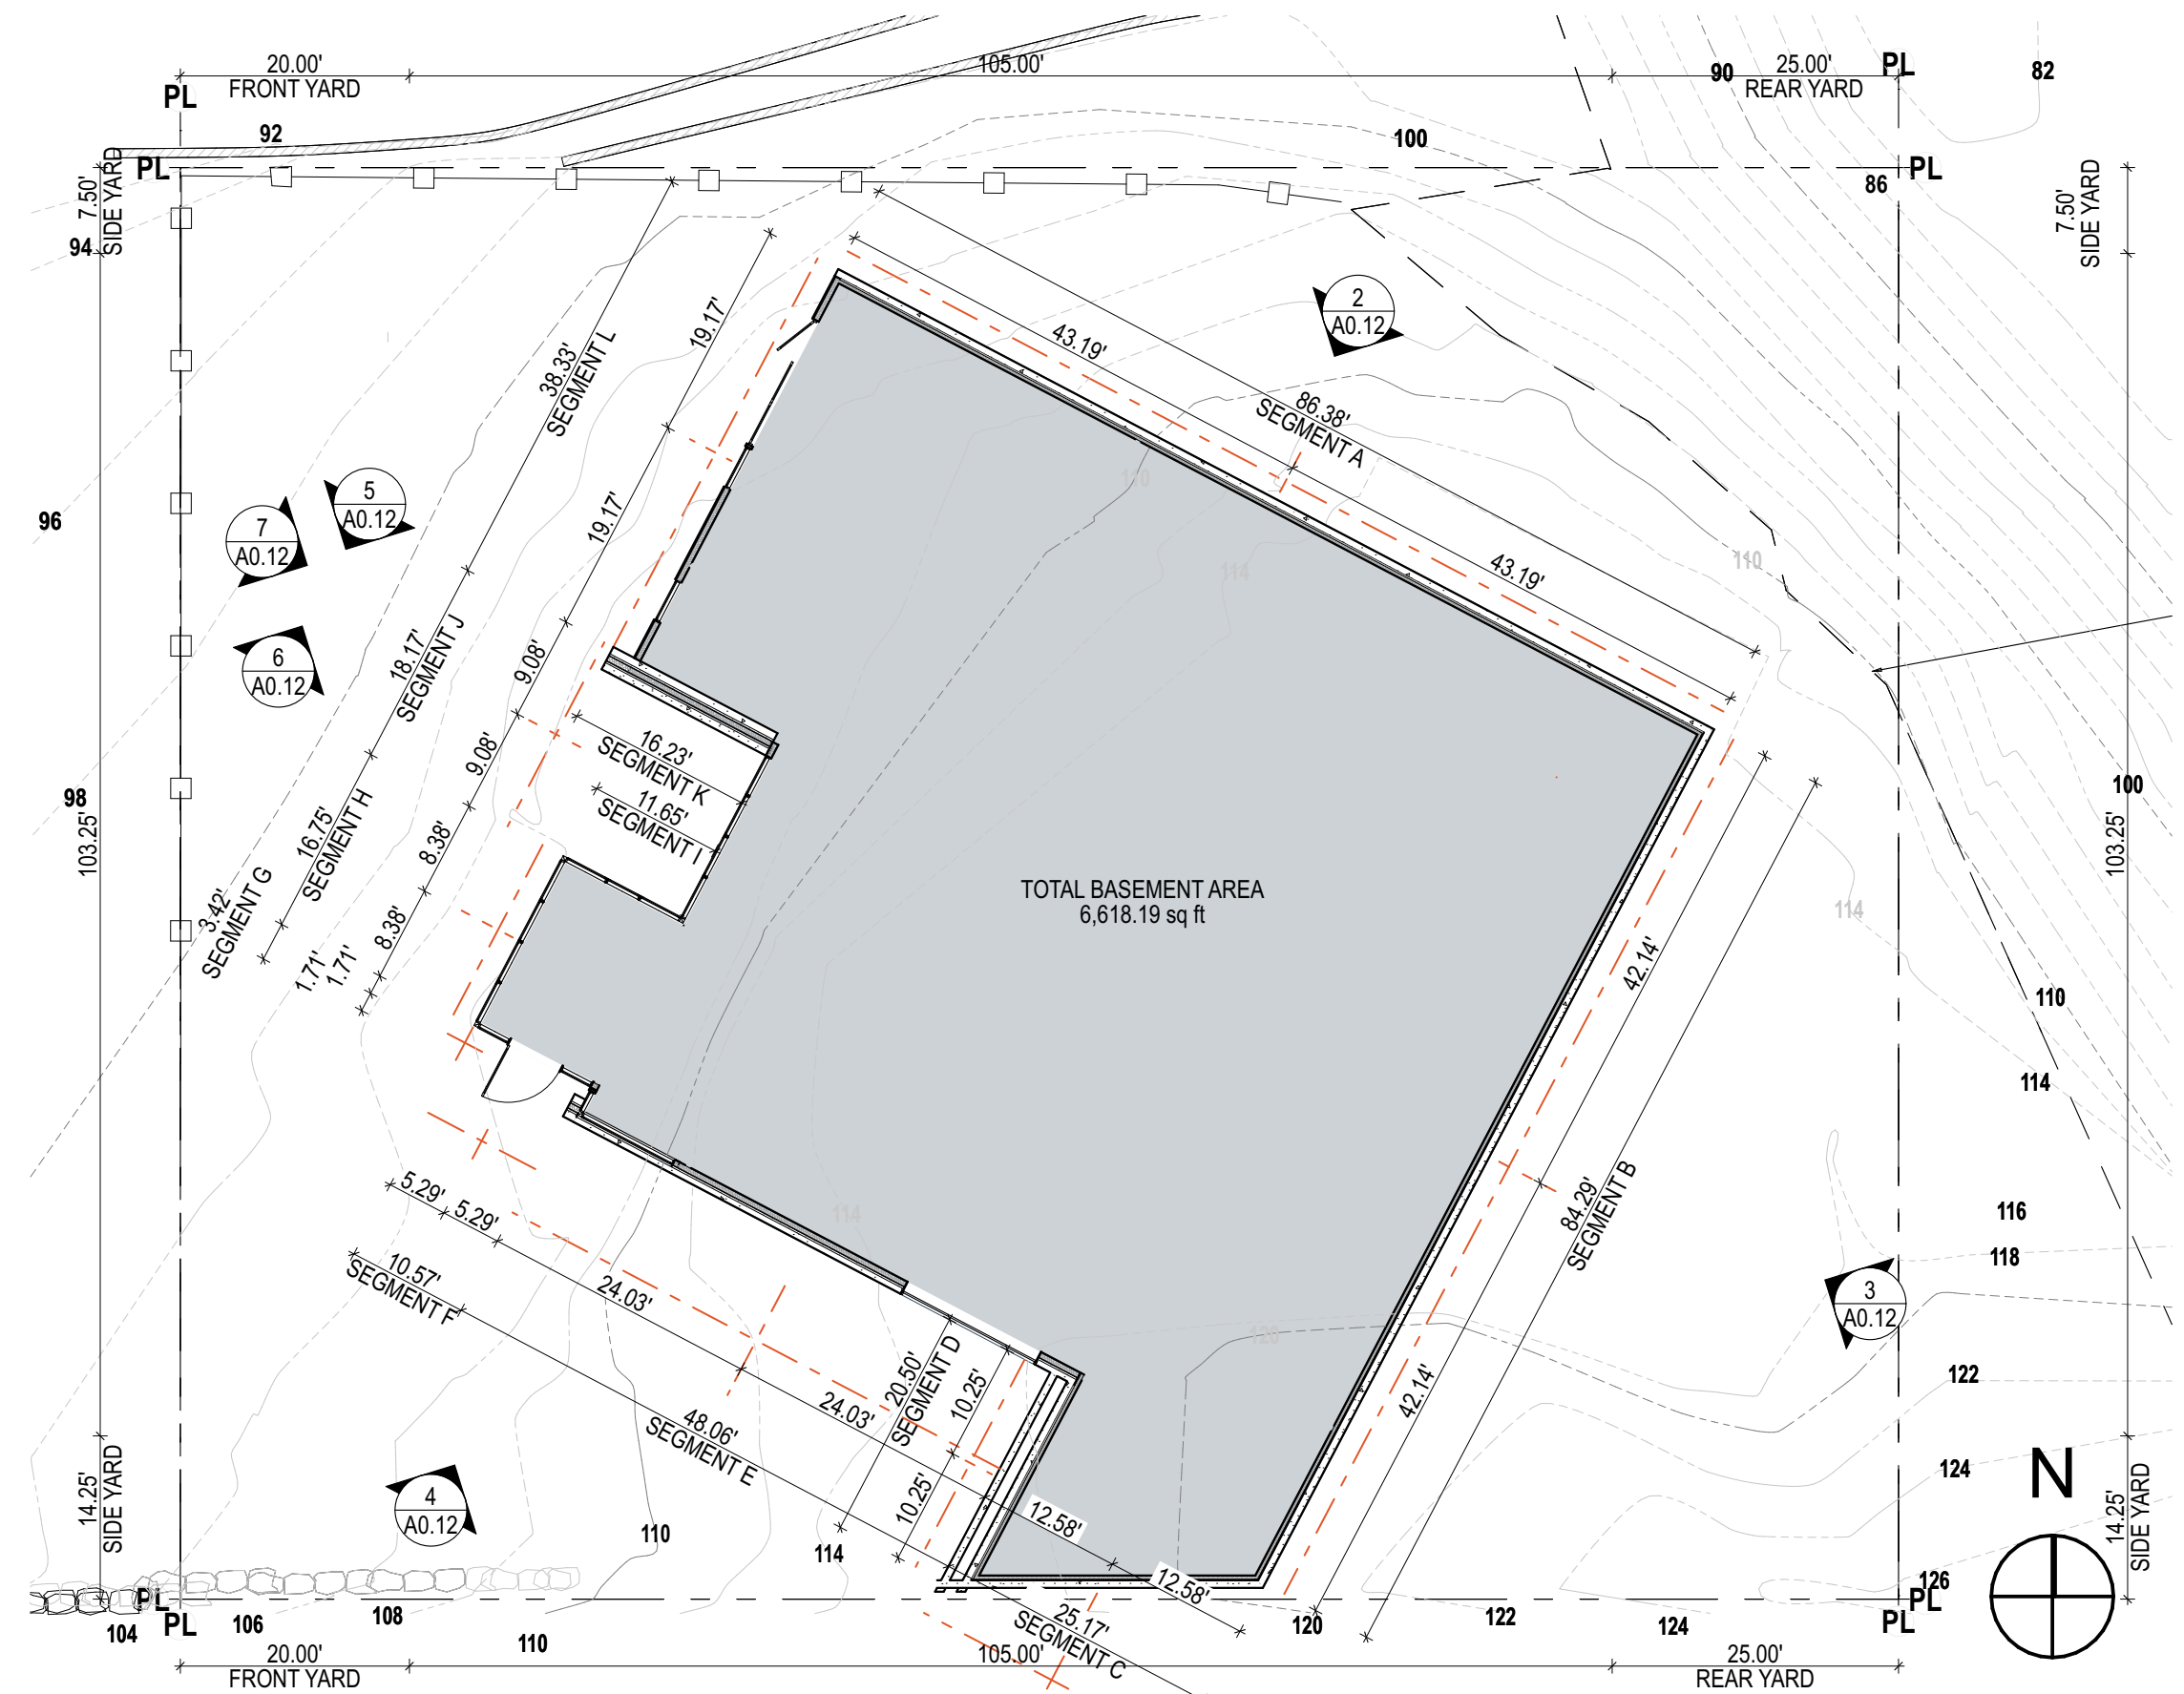 20.00'
FRONT YARD
105.00'
25.00'
REAR YARD
PL
PL
90
82
92
100
PL
PL
86
7.50'
SIDE YARD
7.50'
SIDE YARD
94
2
A0.12
19.17'
43.19'
38.33'
SEGMENT L
86.38'
SEGMENT A
110
5
A0.12
96
7
A0.12
19.17'
114
110
43.19'
18.17'
SEGMENT J
9.08'
6
A0.12
16.23'
SEGMENT K
9.08'
11.65'
SEGMENT I
98
100
103.25'
103.25'
16.75'
SEGMENT H
8.38'
TOTAL BASEMENT AREA
6,618.19 sq ft
114
3.42'
SEGMENT G
8.38'
1.71'
1.71'
42.14'
110
114
5.29'
5.29'
114
84.29'
SEGMENT B
116
118
10.57'
SEGMENT F
24.03'
3
A0.12
120
20.50'
SEGMENT D
10.25'
24.03'
42.14'
122
48.06'
SEGMENT E
124
N
14.25'
SIDE YARD
14.25'
SIDE YARD
4
A0.12
10.25'
12.58'
110
114
12.58'
126
PL
PL
PL
PL
104
106
108
110
25.17'
SEGMENT C
120
122
124
20.00'
FRONT YARD
105.00'
25.00'
REAR YARD